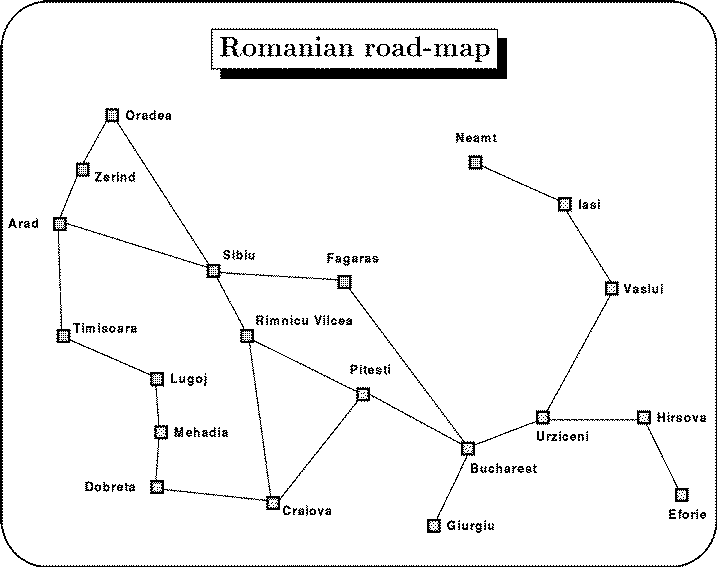 Romanian road-map
Oradea
Neamt
Zerind
Iasi
Arad
Sibiu
Fagaras
Vaslui
Rimnicu Vilcea
Timisoara
Pitesti
Lugoj
Hirsova
Mehadia
Urziceni
Bucharest
Dobreta
Craiova
Eforie
Giurgiu